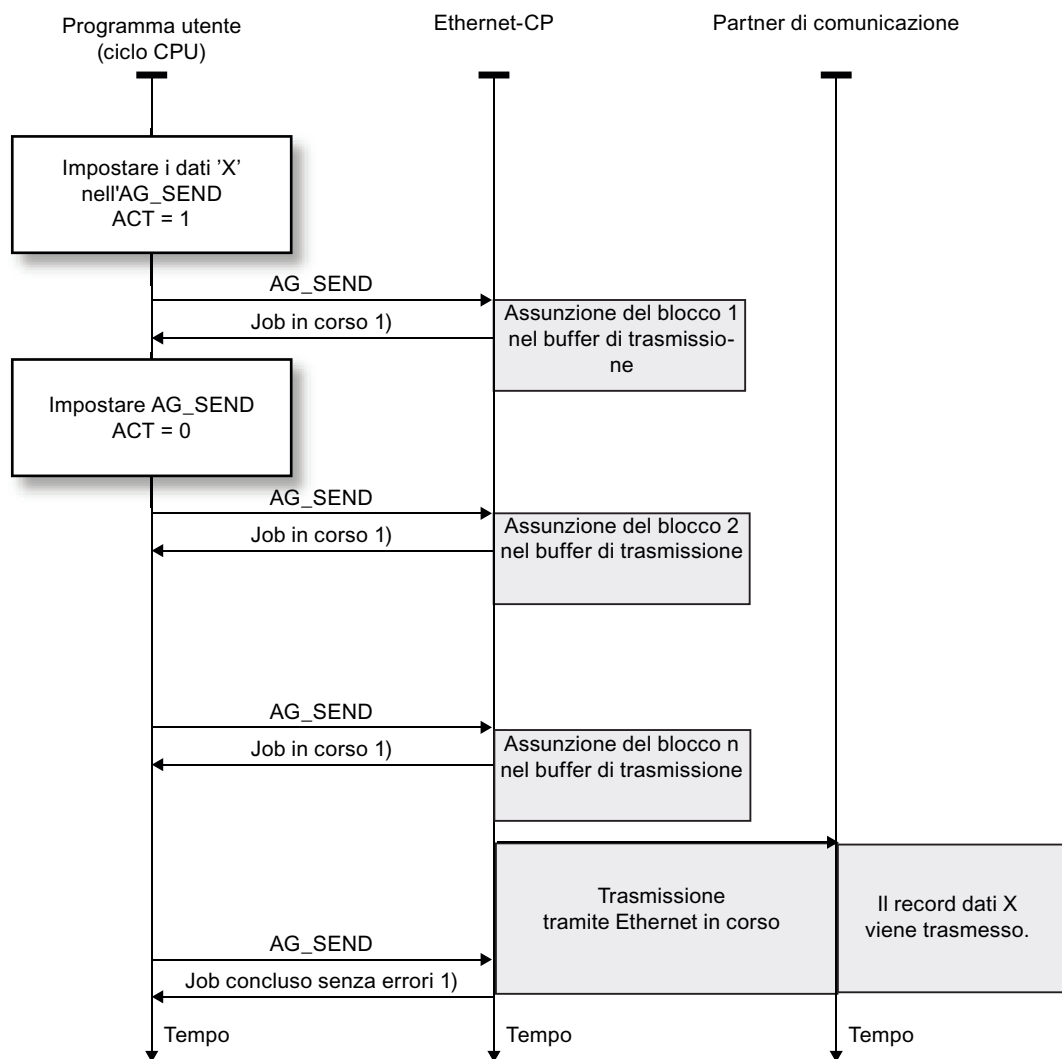 Programma utente
(ciclo CPU)
Ethernet-CP
Partner di comunicazione
Impostare i dati 'X'
nell'AG_SEND
ACT = 1
AG_SEND
Job in corso 1)
Assunzione del blocco 1
nel buffer di trasmissio-
ne
Impostare AG_SEND
ACT = 0
AG_SEND
Job in corso 1)
Assunzione del blocco 2
nel buffer di trasmissione
AG_SEND
Job in corso 1)
Assunzione del blocco n
nel buffer di trasmissione
Trasmissione
tramite Ethernet in corso
Il record dati X
viene trasmesso.
AG_SEND
Job concluso senza errori 1)
Tempo
Tempo
Tempo